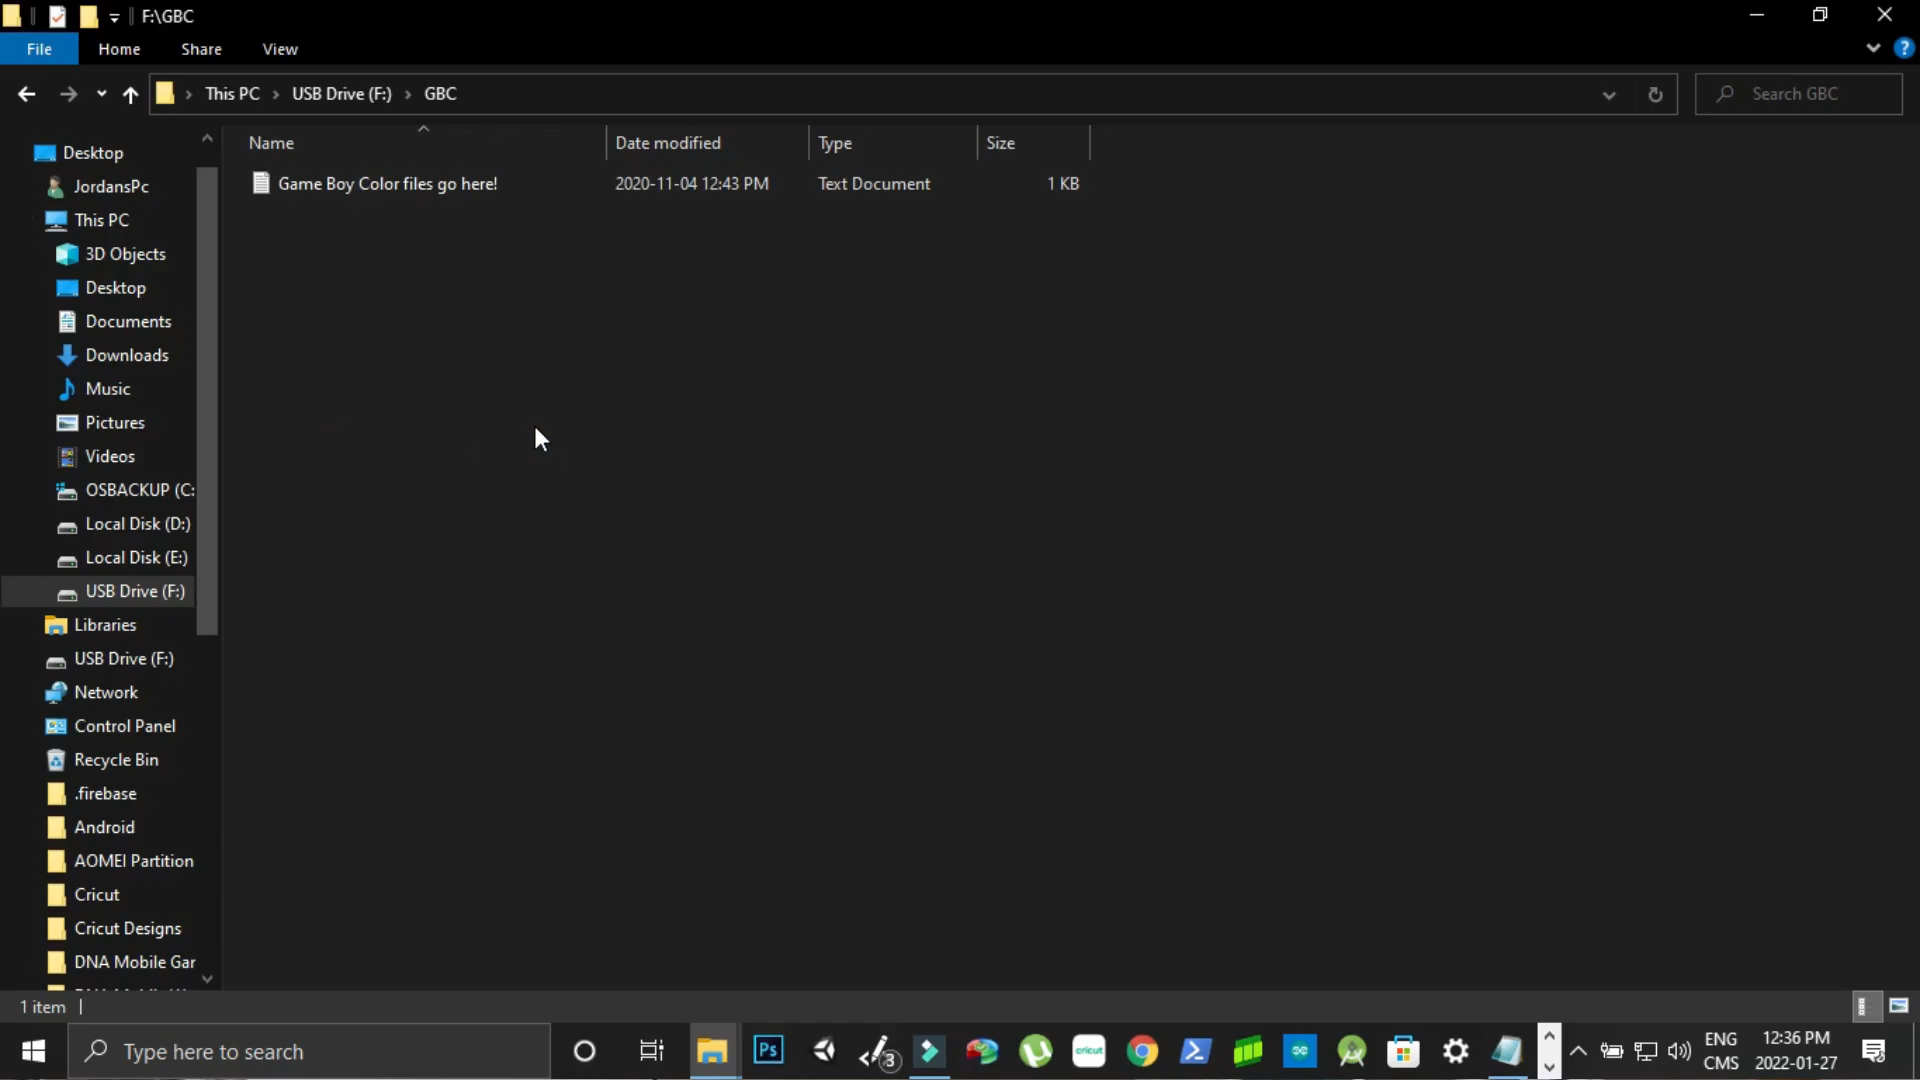 F:\GBC
File Home Share View
This PC USB Drive (F:) GBC
Search GBC
Name Date modified Type Size
Game Boy Color files go here! 2020-11-04 12:43 PM Text Document 1 KB
Desktop
JordansPc
This PC
3D Objects
Desktop
Documents
Downloads
Music
Pictures
Videos
OSBACKUP (C:
Local Disk (D:)
Local Disk (E:)
USB Drive (F:)
Libraries
USB Drive (F:)
Network
Control Panel
Recycle Bin
.firebase
Android
AOMEI Partition
Cricut
Cricut Designs
DNA Mobile Gar
1 item
Type here to search
Ps
3
cricut
ENG 12:36 PM
CMS 2022-01-27